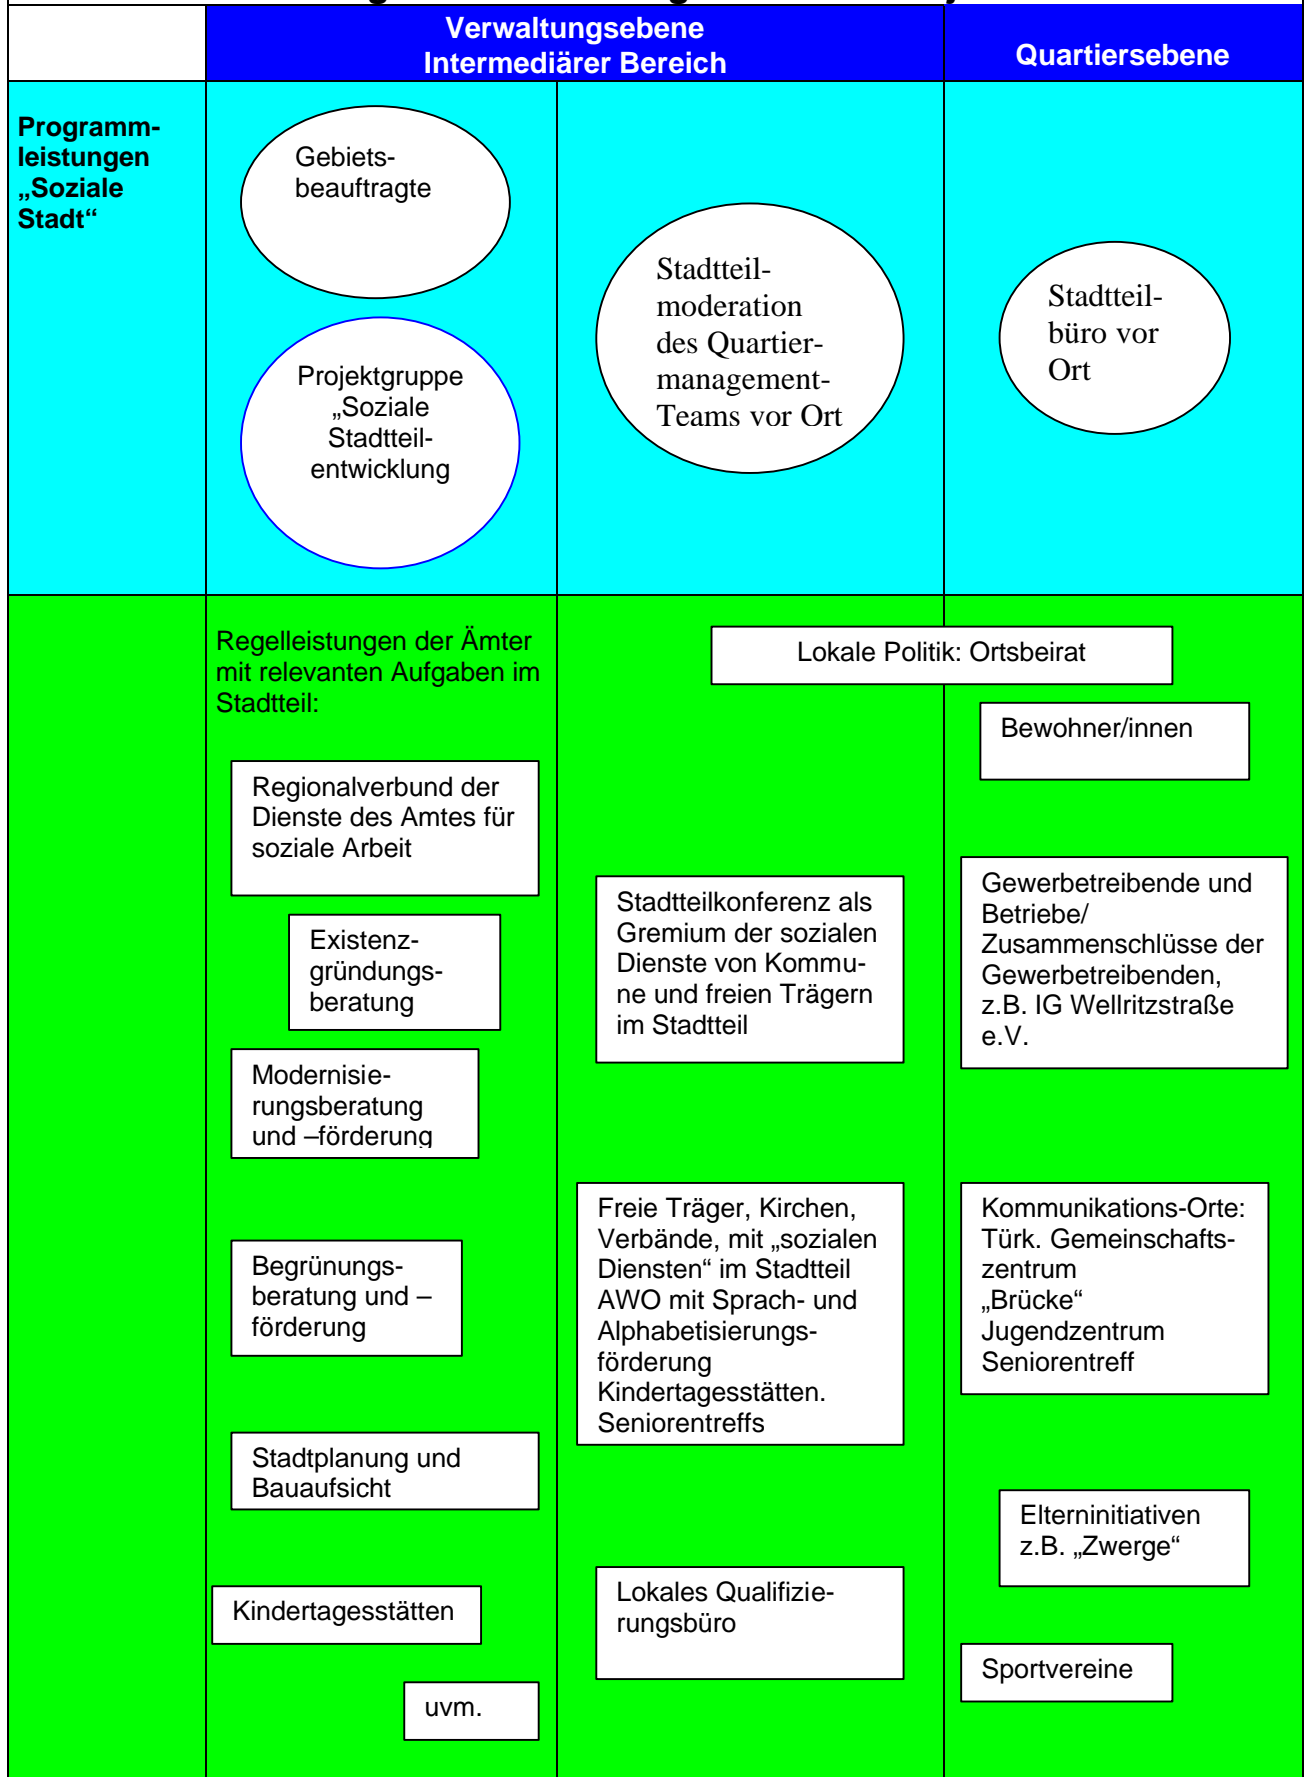 Verwaltungsebene
Intermediärer Bereich
Quartiersebene
Programm-
leistungen
„Soziale
Stadt“
Gebiets-
beauftragte
Projektgruppe
„Soziale
Stadtteil-
entwicklung
Stadtteil-
moderation
des Quartier-
management-
Teams vor Ort
Stadtteil-
büro vor
Ort
Regelleistungen der Ämter
mit relevanten Aufgaben im
Stadtteil:
Regionalverbund der
Dienste des Amtes für
soziale Arbeit
Existenz-
gründungs-
beratung
Modernisie-
rungsberatung
und –förderung
Begrünungs-
beratung und –
förderung
Stadtplanung und
Bauaufsicht
Kindertagesstätten
uvm.
Lokale Politik: Ortsbeirat
Stadtteilkonferenz als
Gremium der sozialen
Dienste von Kommu-
ne und freien Trägern
im Stadtteil
Freie Träger, Kirchen,
Verbände, mit „sozialen
Diensten“ im Stadtteil
AWO mit Sprach- und
Alphabetisierungs-
förderung
Kindertagesstätten.
Seniorentreffs
Lokales Qualifizie-
rungsbüro
Bewohner/innen
Gewerbetreibende und
Betriebe/
Zusammenschlüsse der
Gewerbetreibenden,
z.B. IG Wellritzstraße
e.V.
Kommunikations-Orte:
Türk. Gemeinschafts-
zentrum
„Brücke“
Jugendzentrum
Seniorentreff
Elterninitiativen
z.B. „Zwerge“
Sportvereine